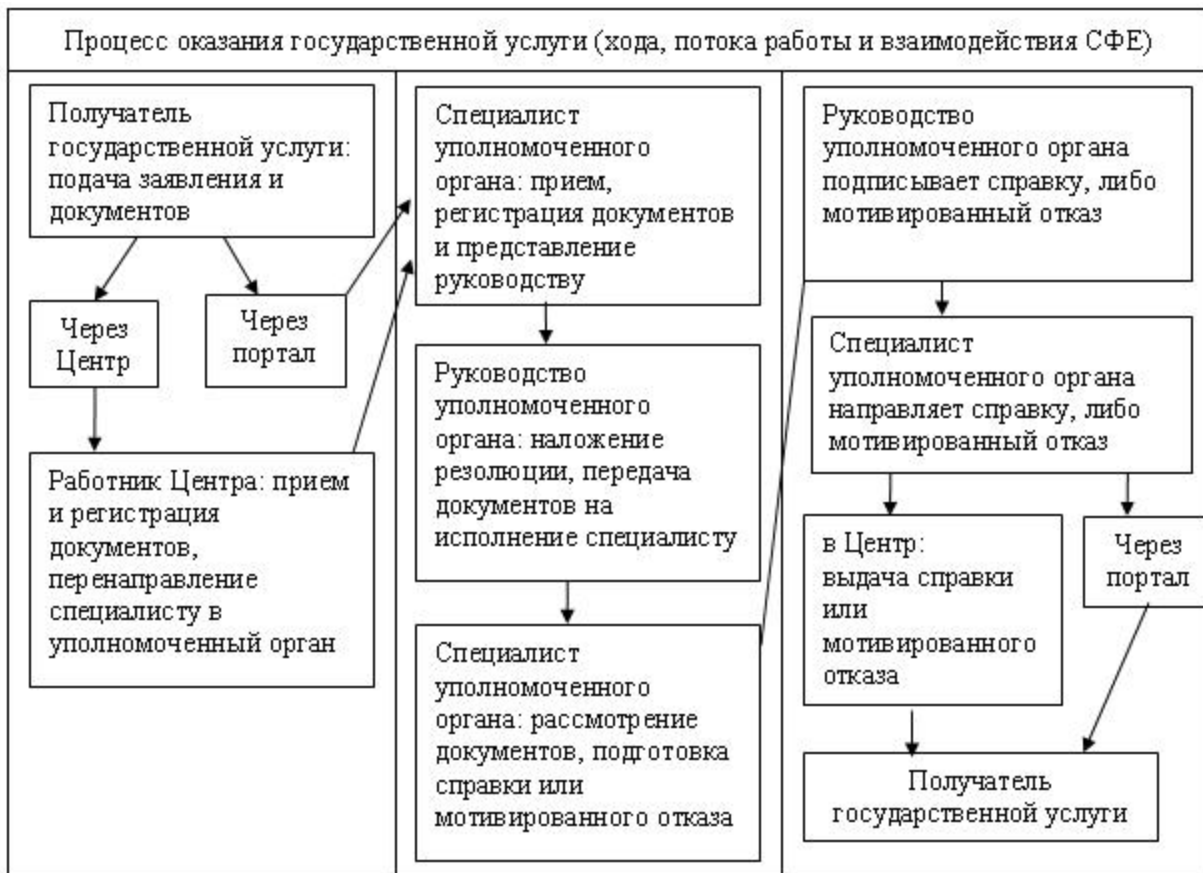 Процесс оказания государственной услуги (хода, потока работы и взаимодействия СФЕ)
Получатель
государственной услуги:
подача заявления и
документов
Через
Центр
Через
портал
Работник Центра: прием
и регистрация
документов,
перенаправление
специалисту в
уполномоченный орган
Специалист
уполномоченного
органа: прием,
регистрация документов
и представление
руководству
Руководство
уполномоченного
органа: наложение
резолюции, передача
документов на
исполнение специалисту
Специалист
уполномоченного
органа: рассмотрение
документов, подготовка
справки или
мотивированного отказа
Руководство
уполномоченного органа
подписывает справку, либо
мотивированный отказ
Специалист
уполномоченного органа
направляет справку, либо
мотивированный отказ
в Центр:
выдача справки
или
мотивированного
отказа
Через
портал
Получатель
государственной услуги